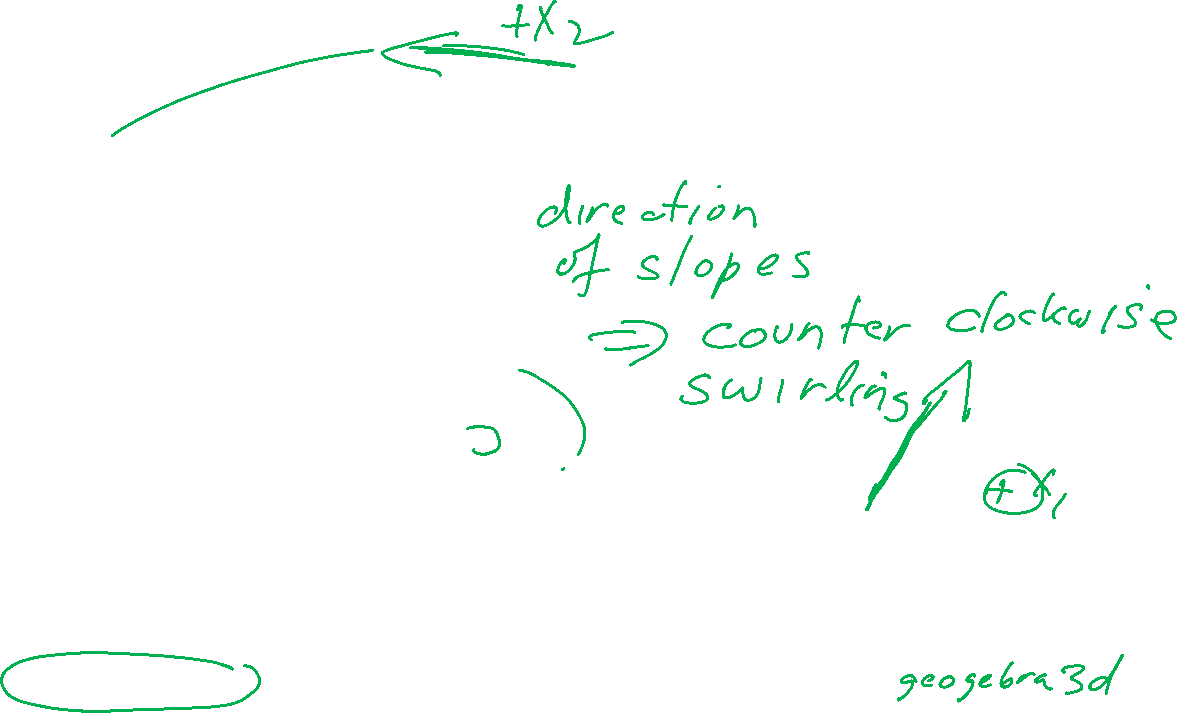 +x2
direction
of slopes
⇒ counter clockwise
swirling
+x1
geogebra3d